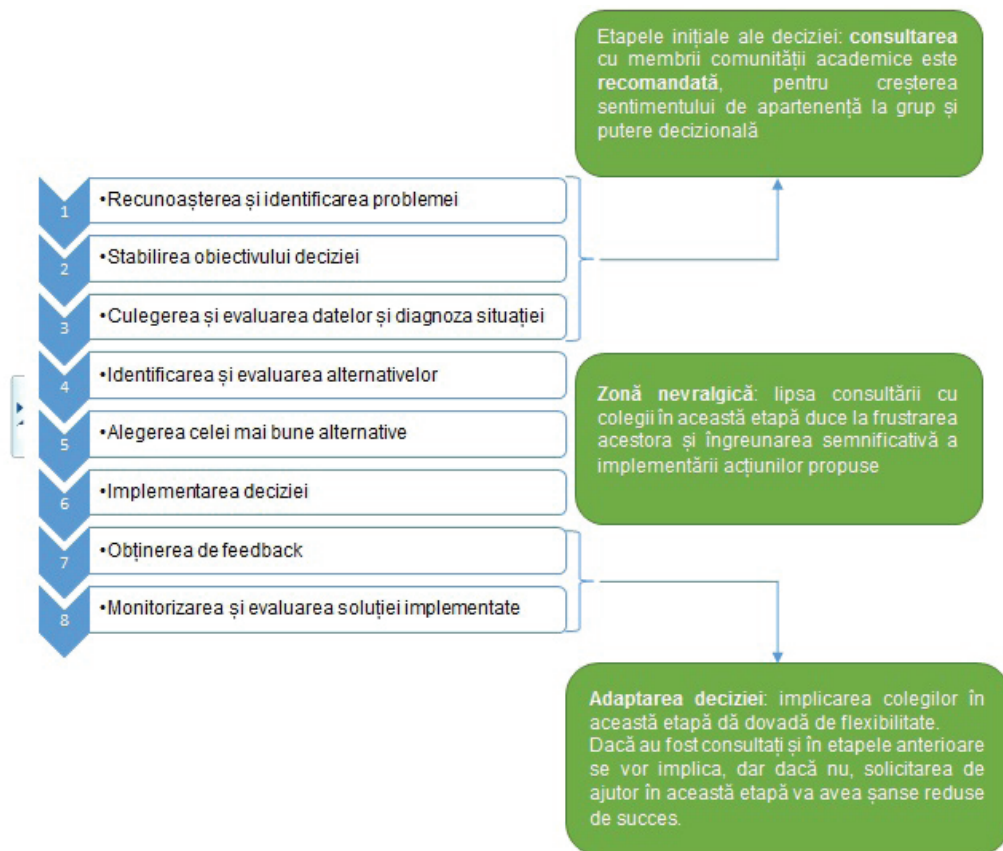 Etapele inițiale ale deciziei: consultarea
cu membrii comunității academice este
recomandată, pentru creșterea
sentimentului de apartenență la grup și
putere decizională
1
•Recunoașterea și identificarea problemei
2
•Stabilirea obiectivului deciziei
3
•Culegerea și evaluarea datelor și diagnoza situației
4
•Identificarea și evaluarea alternativelor
5
•Alegerea celei mai bune alternative
6
•Implementarea deciziei
7
•Obținerea de feedback
8
•Monitorizarea și evaluarea soluției implementate
Zonă nevralgică: lipsa consultării cu
colegii în această etapă duce la frustrarea
acestora și îngreunarea semnificativă a
implementării acțiunilor propuse
Adaptarea deciziei: implicarea colegilor în
această etapă dă dovadă de flexibilitate.
Dacă au fost consultați și în etapele anterioare
se vor implica, dar dacă nu, solicitarea de
ajutor în această etapă va avea șanse reduse
de succes.